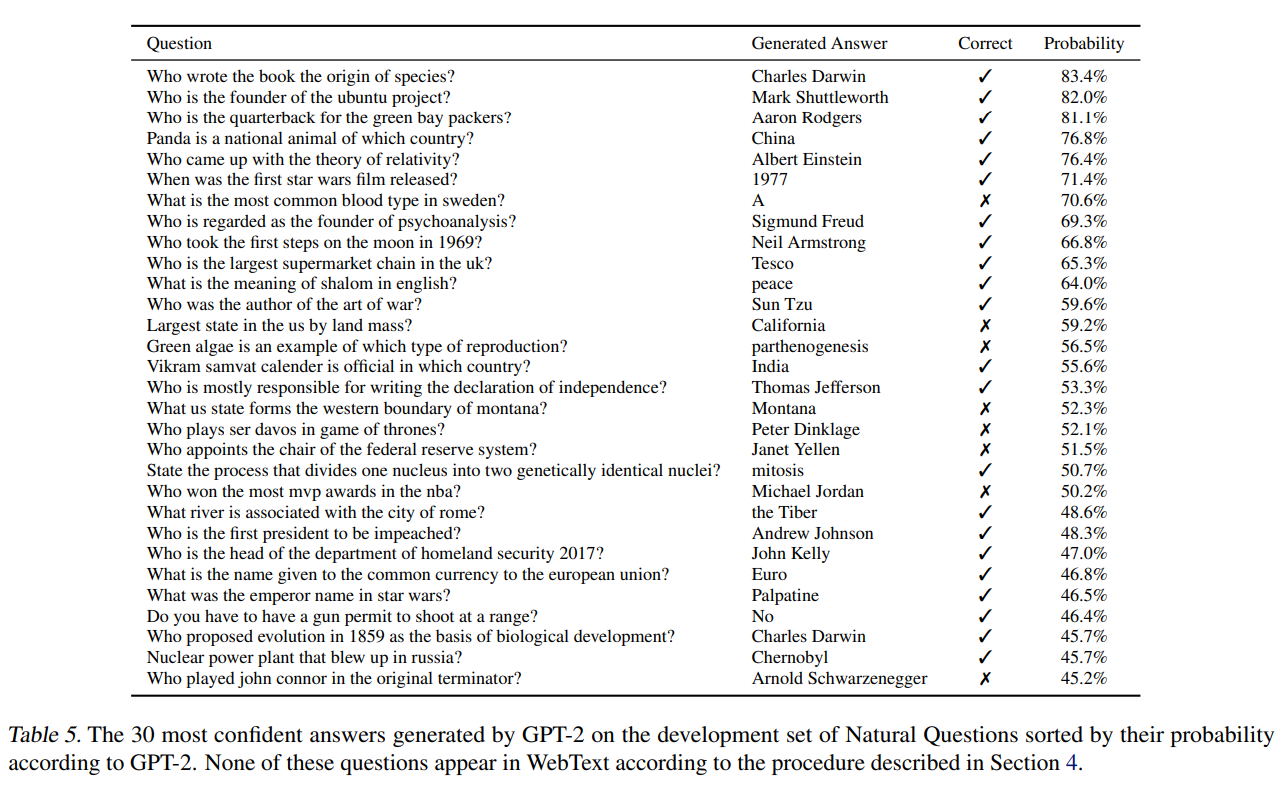 Question Generated Answer Correct Probability
Who wrote the book the origin of species? Charles Darwin ✓ 83.4%
Who is the founder of the ubuntu project? Mark Shuttleworth ✓ 82.0%
Who is the quarterback for the green bay packers? Aaron Rodgers ✓ 81.1%
Panda is a national animal of which country? China ✓ 76.8%
Who came up with the theory of relativity? Albert Einstein ✓ 76.4%
When was the first star wars film released? 1977 ✓ 71.4%
What is the most common blood type in sweden? A ✗ 70.6%
Who is regarded as the founder of psychoanalysis? Sigmund Freud ✓ 69.3%
Who took the first steps on the moon in 1969? Neil Armstrong ✓ 66.8%
Who is the largest supermarket chain in the uk? Tesco ✓ 65.3%
What is the meaning of shalom in english? peace ✓ 64.0%
Who was the author of the art of war? Sun Tzu ✓ 59.6%
Largest state in the us by land mass? California ✗ 59.2%
Green algae is an example of which type of reproduction? parthenogenesis ✗ 56.5%
Vikram samvat calender is official in which country? India ✓ 55.6%
Who is mostly responsible for writing the declaration of independence? Thomas Jefferson ✓ 53.3%
What us state forms the western boundary of montana? Montana ✗ 52.3%
Who plays ser davos in game of thrones? Peter Dinklage ✗ 52.1%
Who appoints the chair of the federal reserve system? Janet Yellen ✗ 51.5%
State the process that divides one nucleus into two genetically identical nuclei? mitosis ✓ 50.7%
Who won the most mvp awards in the nba? Michael Jordan ✗ 50.2%
What river is associated with the city of rome? the Tiber ✓ 48.6%
Who is the first president to be impeached? Andrew Johnson ✓ 48.3%
Who is the head of the department of homeland security 2017? John Kelly ✓ 47.0%
What is the name given to the common currency to the european union? Euro ✓ 46.8%
What was the emperor name in star wars? Palpatine ✓ 46.5%
Do you have to have a gun permit to shoot at a range? No ✓ 46.4%
Who proposed evolution in 1859 as the basis of biological development? Charles Darwin ✓ 45.7%
Nuclear power plant that blew up in russia? Chernobyl ✓ 45.7%
Who played john connor in the original terminator? Arnold Schwarzenegger ✗ 45.2%
Table 5. The 30 most confident answers generated by GPT-2 on the development set of Natural Questions sorted by their probability
according to GPT-2. None of these questions appear in WebText according to the procedure described in Section 4.